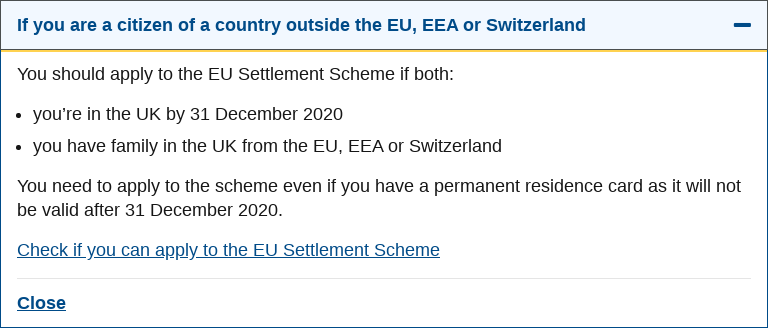 If you are a citizen of a country outside the EU, EEA or Switzerland
You should apply to the EU Settlement Scheme if both:
you’re in the UK by 31 December 2020
you have family in the UK from the EU, EEA or Switzerland
You need to apply to the scheme even if you have a permanent residence card as it will not
be valid after 31 December 2020.
Check if you can apply to the EU Settlement Scheme
Close